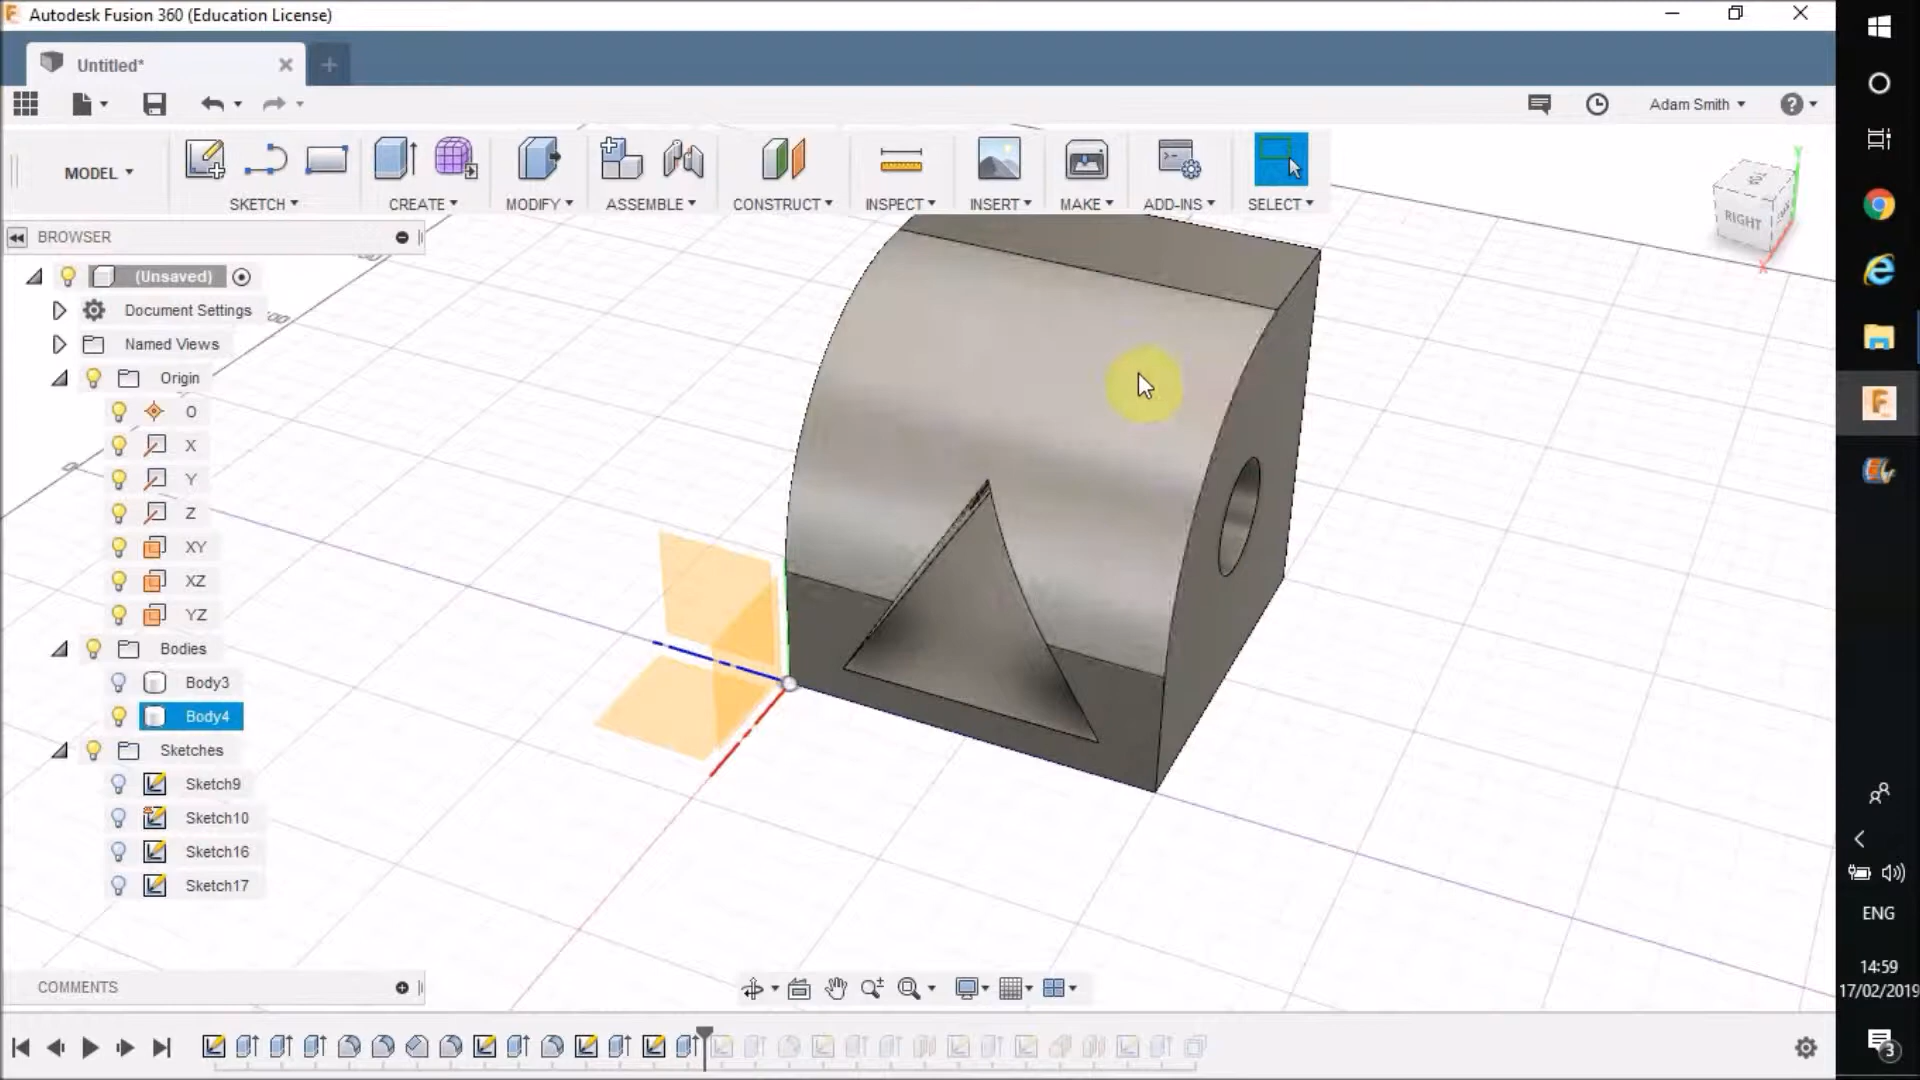 Autodesk Fusion 360 (Education License)
Untitled*
Adam Smith
MODEL
SKETCH
CREATE
MODIFY
ASSEMBLE
CONSTRUCT
INSPECT
INSERT
MAKE
ADD-INS
SELECT
RIGHT
Y
X
BROWSER
(Unsaved)
Document Settings
Named Views
Origin
O
X
Y
Z
XY
XZ
YZ
Bodies
Body3
Body4
Sketches
Sketch9
Sketch10
Sketch16
Sketch17
COMMENTS
ENG
14:59
17/02/2019
3